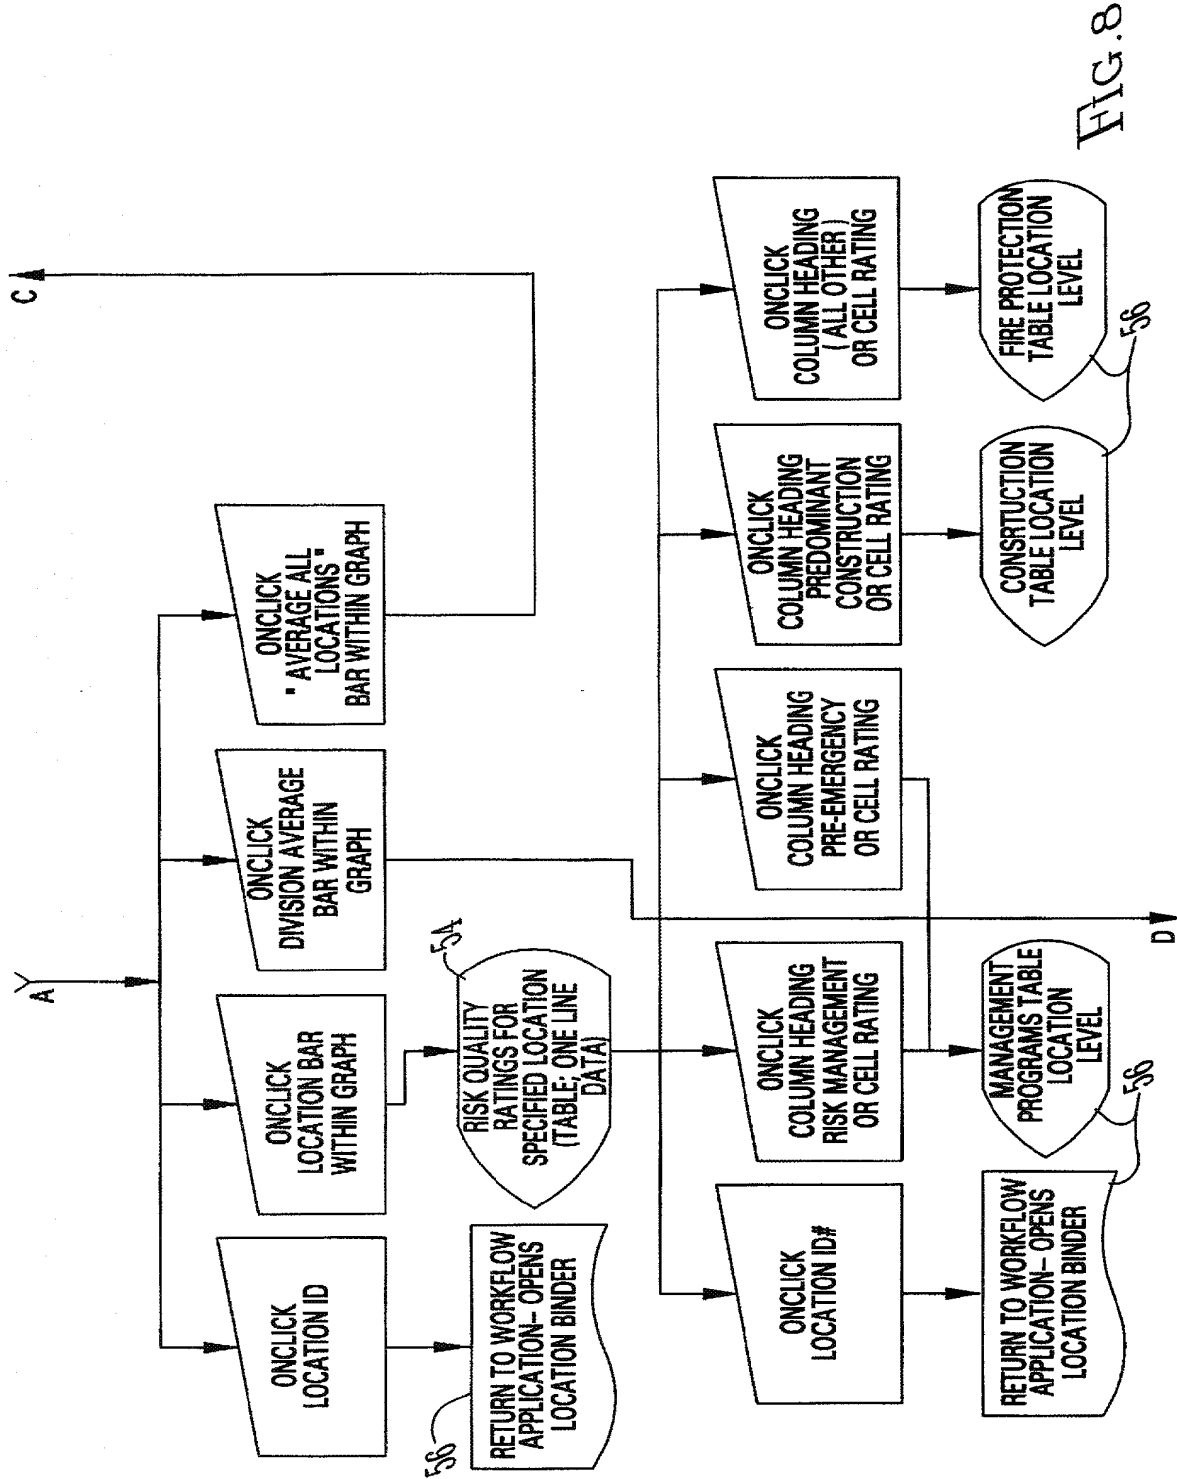 A
C
ONCLICK
LOCATION ID
ONCLICK
LOCATION BAR
WITHIN GRAPH
ONCLICK
DIVISION AVERAGE
BAR WITHIN
GRAPH
ONCLICK
" AVERAGE ALL
LOCATIONS"
BAR WITHIN GRAPH
56
RETURN TO WORKFLOW
APPLICATION– OPENS
LOCATION BINDER
54
RISK QUALITY
RATINGS FOR
SPECIFIED LOCATION
(TABLE; ONE LINE
DATA)
ONCLICK
LOCATION ID#
ONCLICK
COLUMN HEADING
RISK MANAGEMENT
OR CELL RATING
ONCLICK
COLUMN HEADING
PRE-EMERGENCY
OR CELL RATING
ONCLICK
COLUMN HEADING
PREDOMINANT
CONSTRUCTION
OR CELL RATING
ONCLICK
COLUMN HEADING
( ALL OTHER )
OR CELL RATING
RETURN TO WORKFLOW
APPLICATION– OPENS
LOCATION BINDER
MANAGEMENT
PROGRAMS TABLE
LOCATION
LEVEL
56
CONSRTUCTION
TABLE LOCATION
LEVEL
FIRE PROTECTION
TABLE LOCATION
LEVEL
56
D
FIG.8